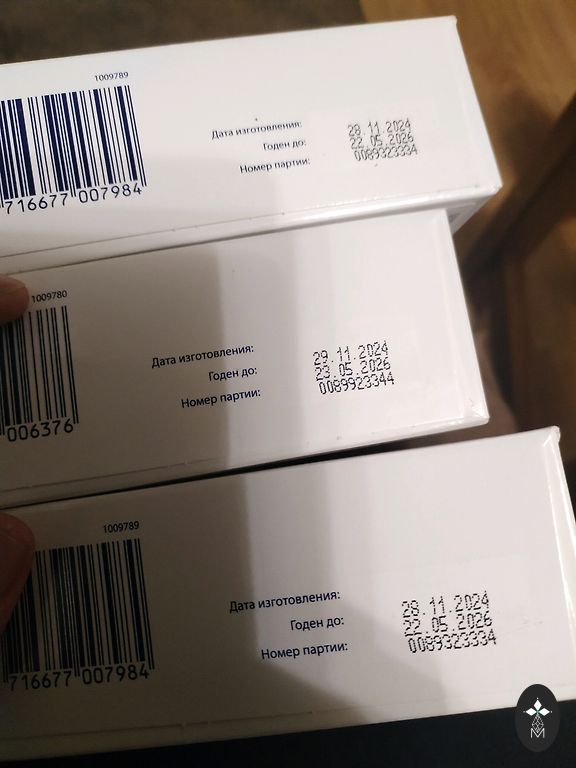 1009789
716677 007984
Дата изготовления: 28.11.2024
Годен до: 22.05.2026
Номер партии: 0089323334
1009780
006376
Дата изготовления: 29.11.2024
Годен до: 23.05.2026
Номер партии: 0089923344
1009789
716677 007984
Дата изготовления: 28.11.2024
Годен до: 22.05.2026
Номер партии: 0089323334
M